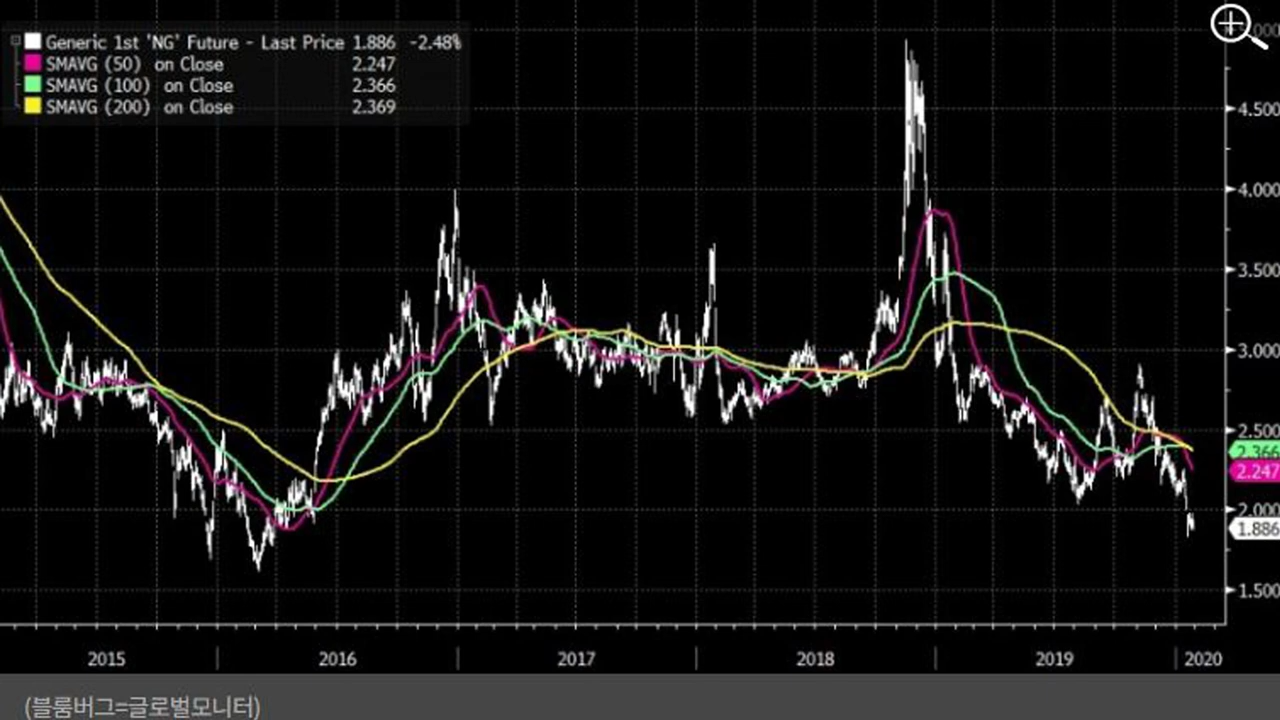 Generic 1st 'NG' Future - Last Price 1.886 -2.48%
SMAVG (50) on Close 2.247
SMAVG (100) on Close 2.366
SMAVG (200) on Close 2.369
4.500
4.000
3.500
3.000
2.500
2.366
2.247
2.000
1.886
1.500
2015 2016 2017 2018 2019 2020
(블룸버그=글로벌모니터)